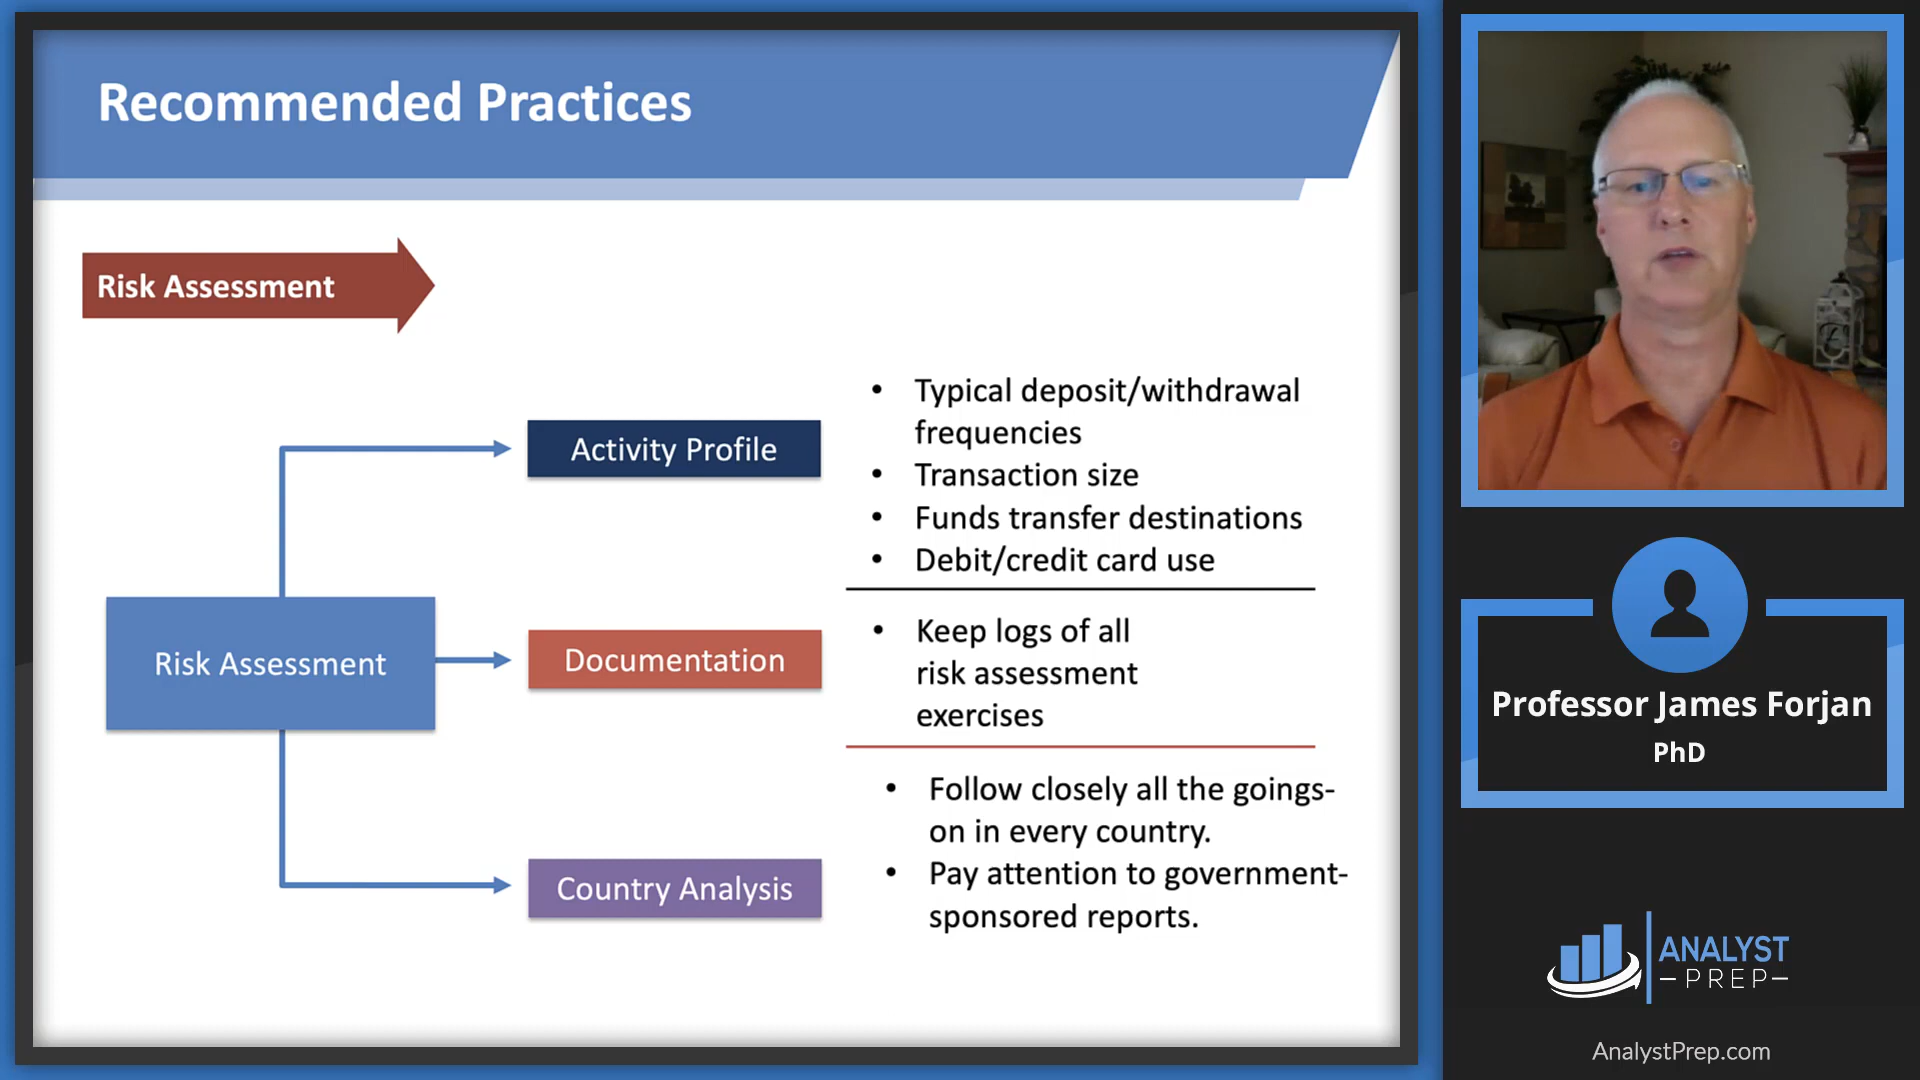 Recommended Practices
Risk Assessment
Risk Assessment
Activity Profile
• Typical deposit/withdrawal
frequencies
• Transaction size
• Funds transfer destinations
• Debit/credit card use
Documentation
• Keep logs of all
risk assessment
exercises
Country Analysis
• Follow closely all the goings-
on in every country.
• Pay attention to government-
sponsored reports.
Professor James Forjan
PhD
ANALYST
PREP
AnalystPrep.com